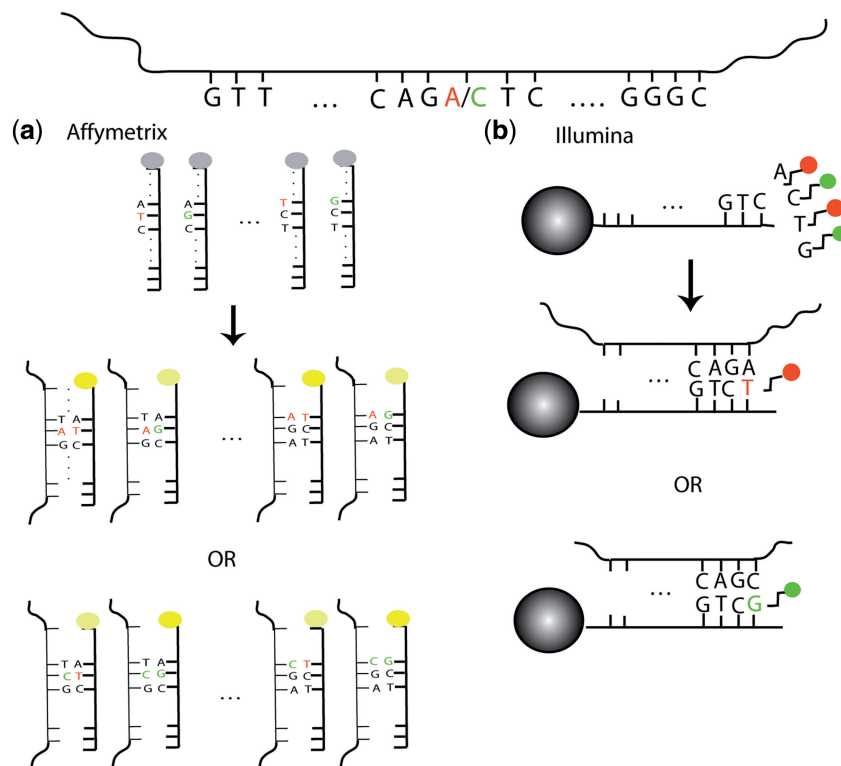 G T T ... C A G A/C T C .... G G G C
(a) Affymetrix
A A ... T G
T G C C
C C T T
T A T A ... A T A G
A T A G G C G C
G C G C A T A T
OR
T A T A ... C T C G
C T C G G C G C
G C G C A T A T
(b) Illumina
A
C
T
G
... G T C
C A G A
... G T C T
OR
C A G C
... G T C G